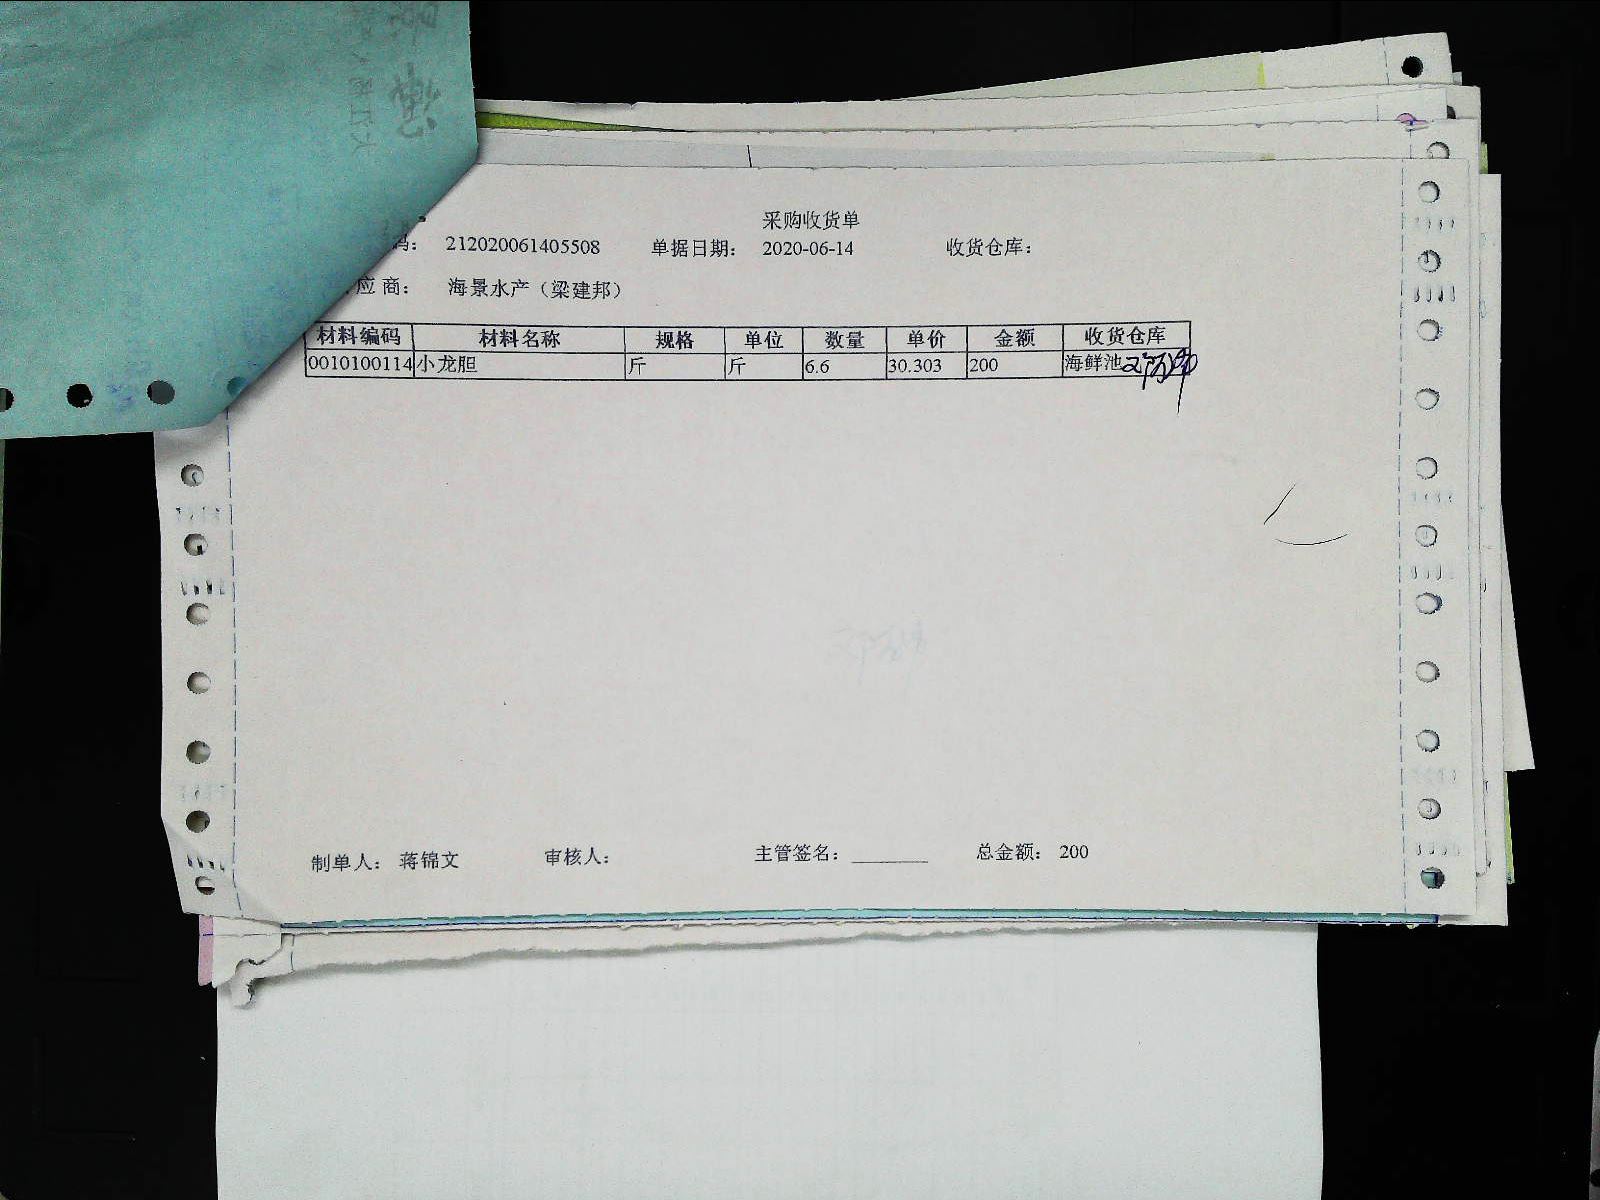 采购收货单
码： 212020061405508 单据日期： 2020-06-14 收货仓库：
应商： 海景水产（梁建邦）
材料编码 材料名称 规格 单位 数量 单价 金额 收货仓库
0010100114 小龙胆 斤 斤 6.6 30.303 200 海鲜池
制单人： 蒋锦文 审核人： 主管签名： ________ 总金额： 200